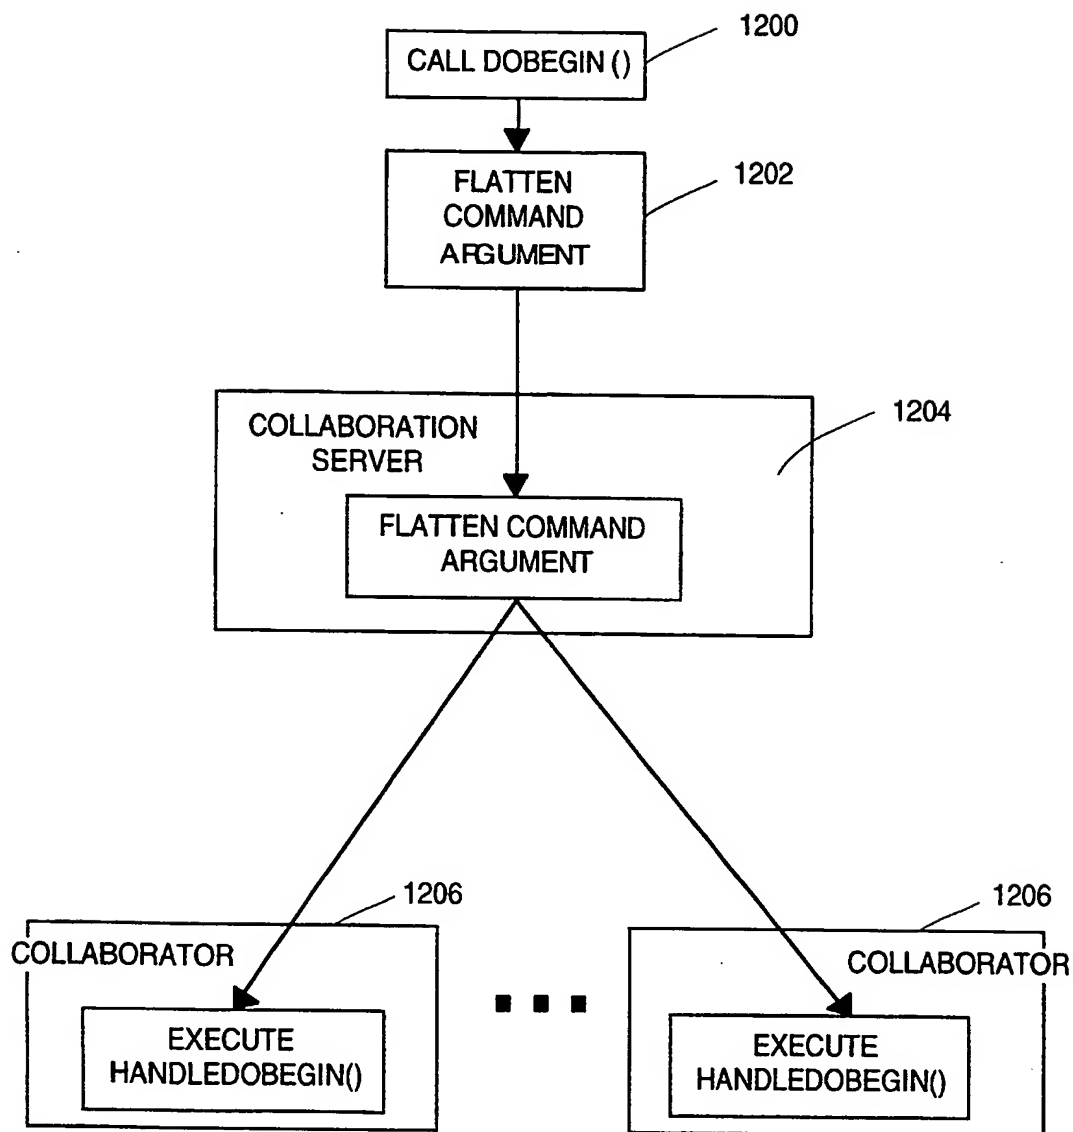 1200
CALL DOBEGIN ()
1202
FLATTEN
COMMAND
ARGUMENT
1204
COLLABORATION
SERVER
FLATTEN COMMAND
ARGUMENT
1206
1206
COLLABORATOR
COLLABORATOR
EXECUTE
HANDLEDOBEGIN()
EXECUTE
HANDLEDOBEGIN()